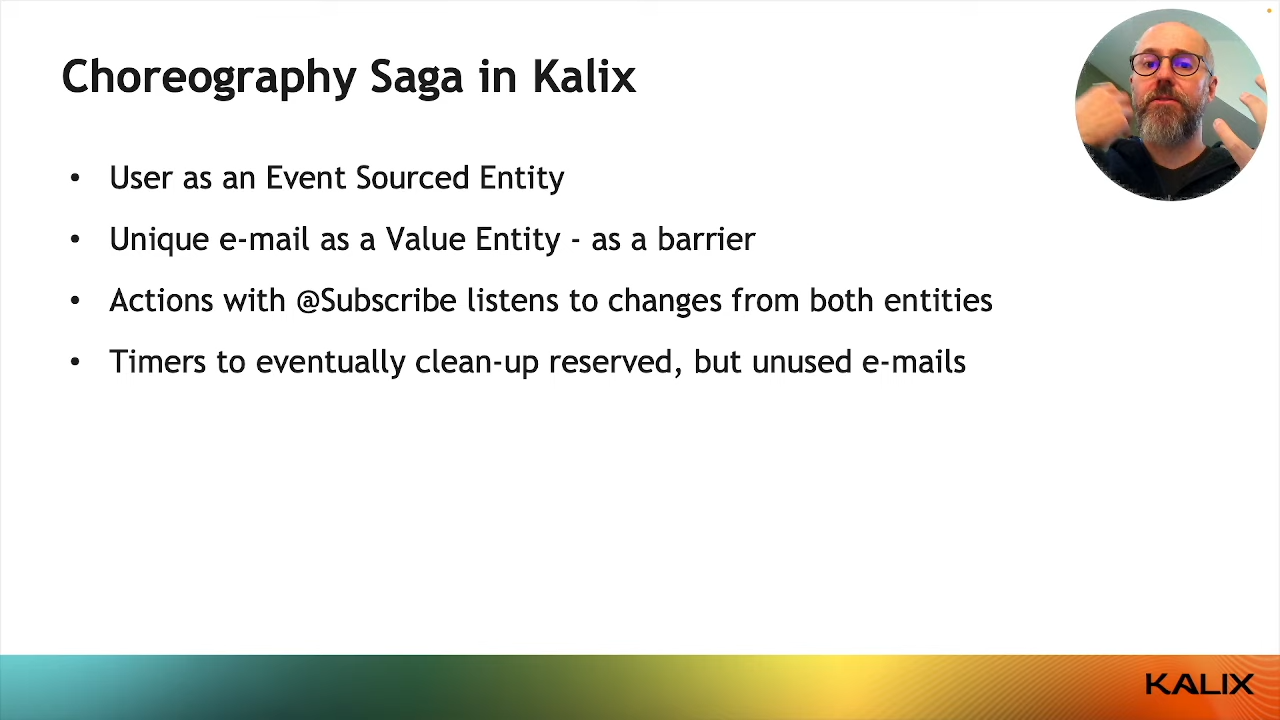 Choreography Saga in Kalix
• User as an Event Sourced Entity
• Unique e-mail as a Value Entity - as a barrier
• Actions with @Subscribe listens to changes from both entities
• Timers to eventually clean-up reserved, but unused e-mails
KALIX